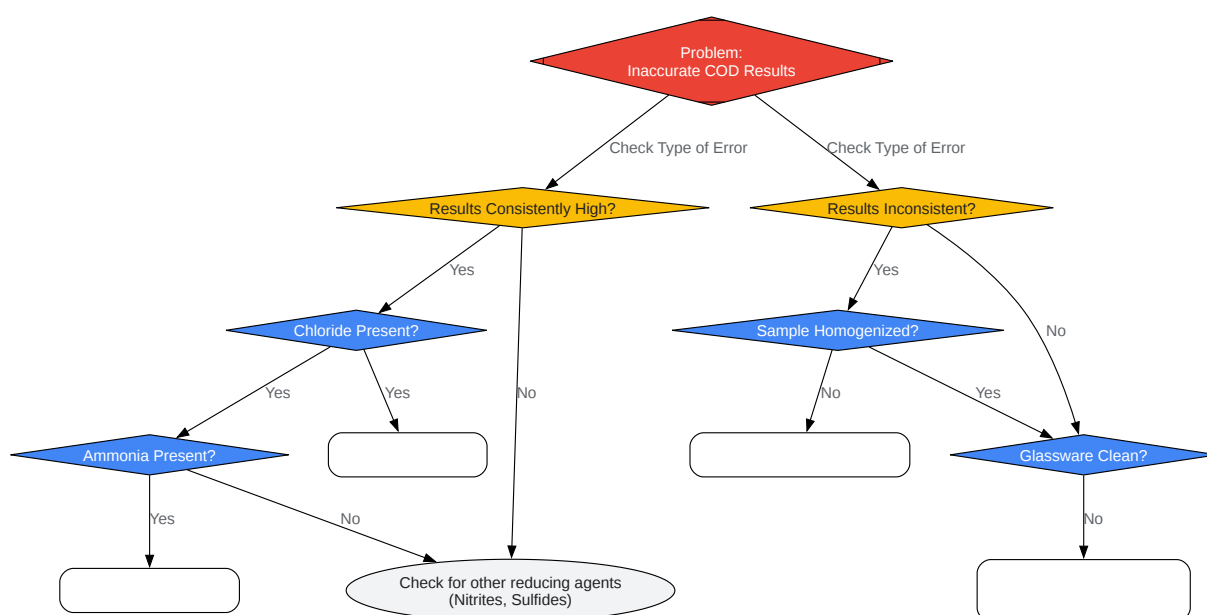 Problem:
Inaccurate COD Results
Check Type of Error
Check Type of Error
Results Consistently High?
Results Inconsistent?
Yes
Yes
Chloride Present?
Sample Homogenized?
No
Yes
Yes
No
No
Yes
Ammonia Present?
Glassware Clean?
Yes
No
No
Check for other reducing agents
(Nitrites, Sulfides)